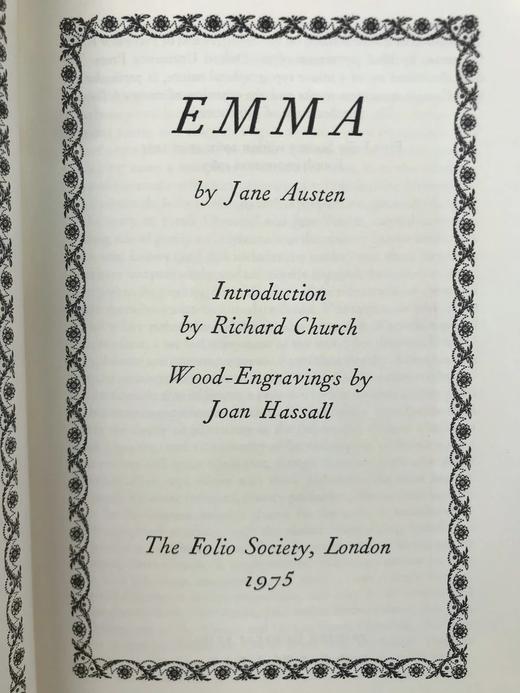 EMMA
by Jane Austen
Introduction
by Richard Church
Wood-Engravings by
Joan Hassall
The Folio Society, London
1975